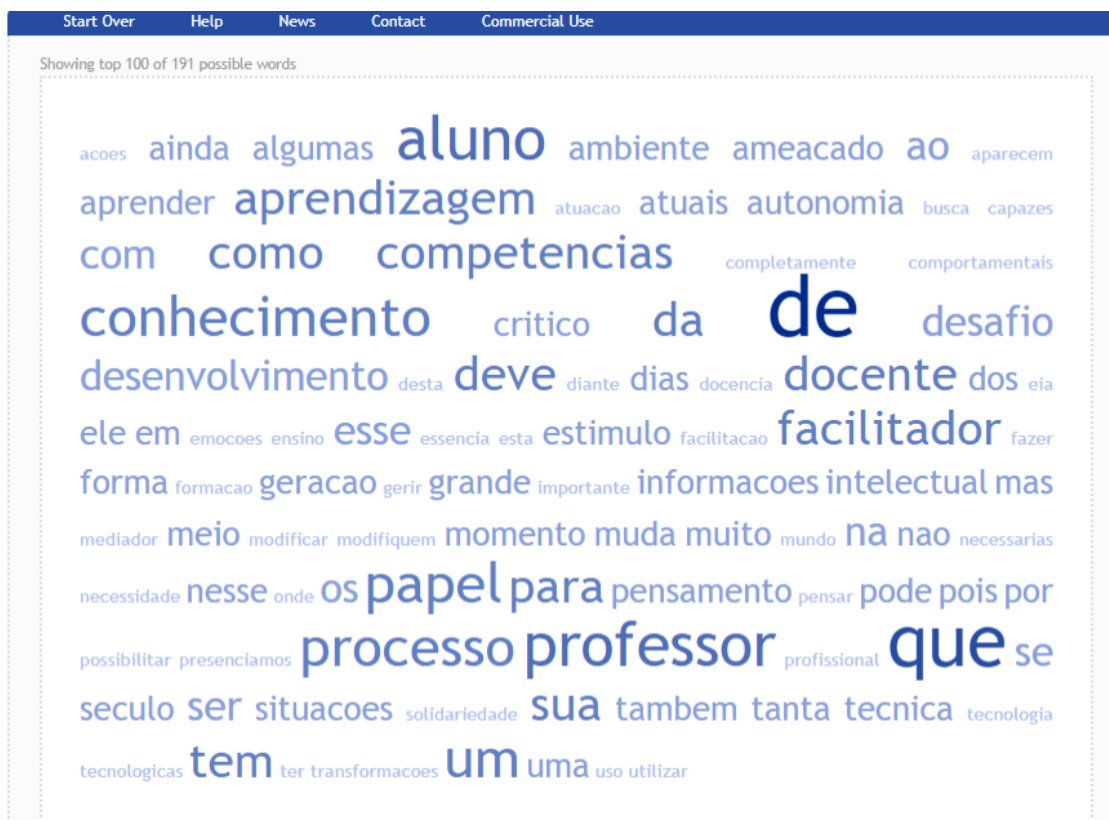 Start Over Help News Contact Commercial Use
Showing top 100 of 191 possible words
acoes ainda algumas aluno ambiente ameacado ao aparecem
aprender aprendizagem atuacao atuais autonomia busca capazes
com como competencias completamente comportamentais
conhecimento critico da de desafio
desenvolvimento desta deve diante dias docencia docente dos eia
ele em emocoes ensino esse essencia esta estimulo facilitacao facilitador fazer
forma formacao geracao gerir grande importante informacoes intelectual mas
mediador meio modificar modifiquem momento muda muito mundo na nao necessarias
necessidade nesse onde os papel para pensamento pensar pode pois por
possibilitar presenciamos processo professor profissional que se
seculo ser situacoes solidariedade sua tambem tanta tecnica tecnologia
tecnologicas tem ter transformacoes um uma uso utilizar